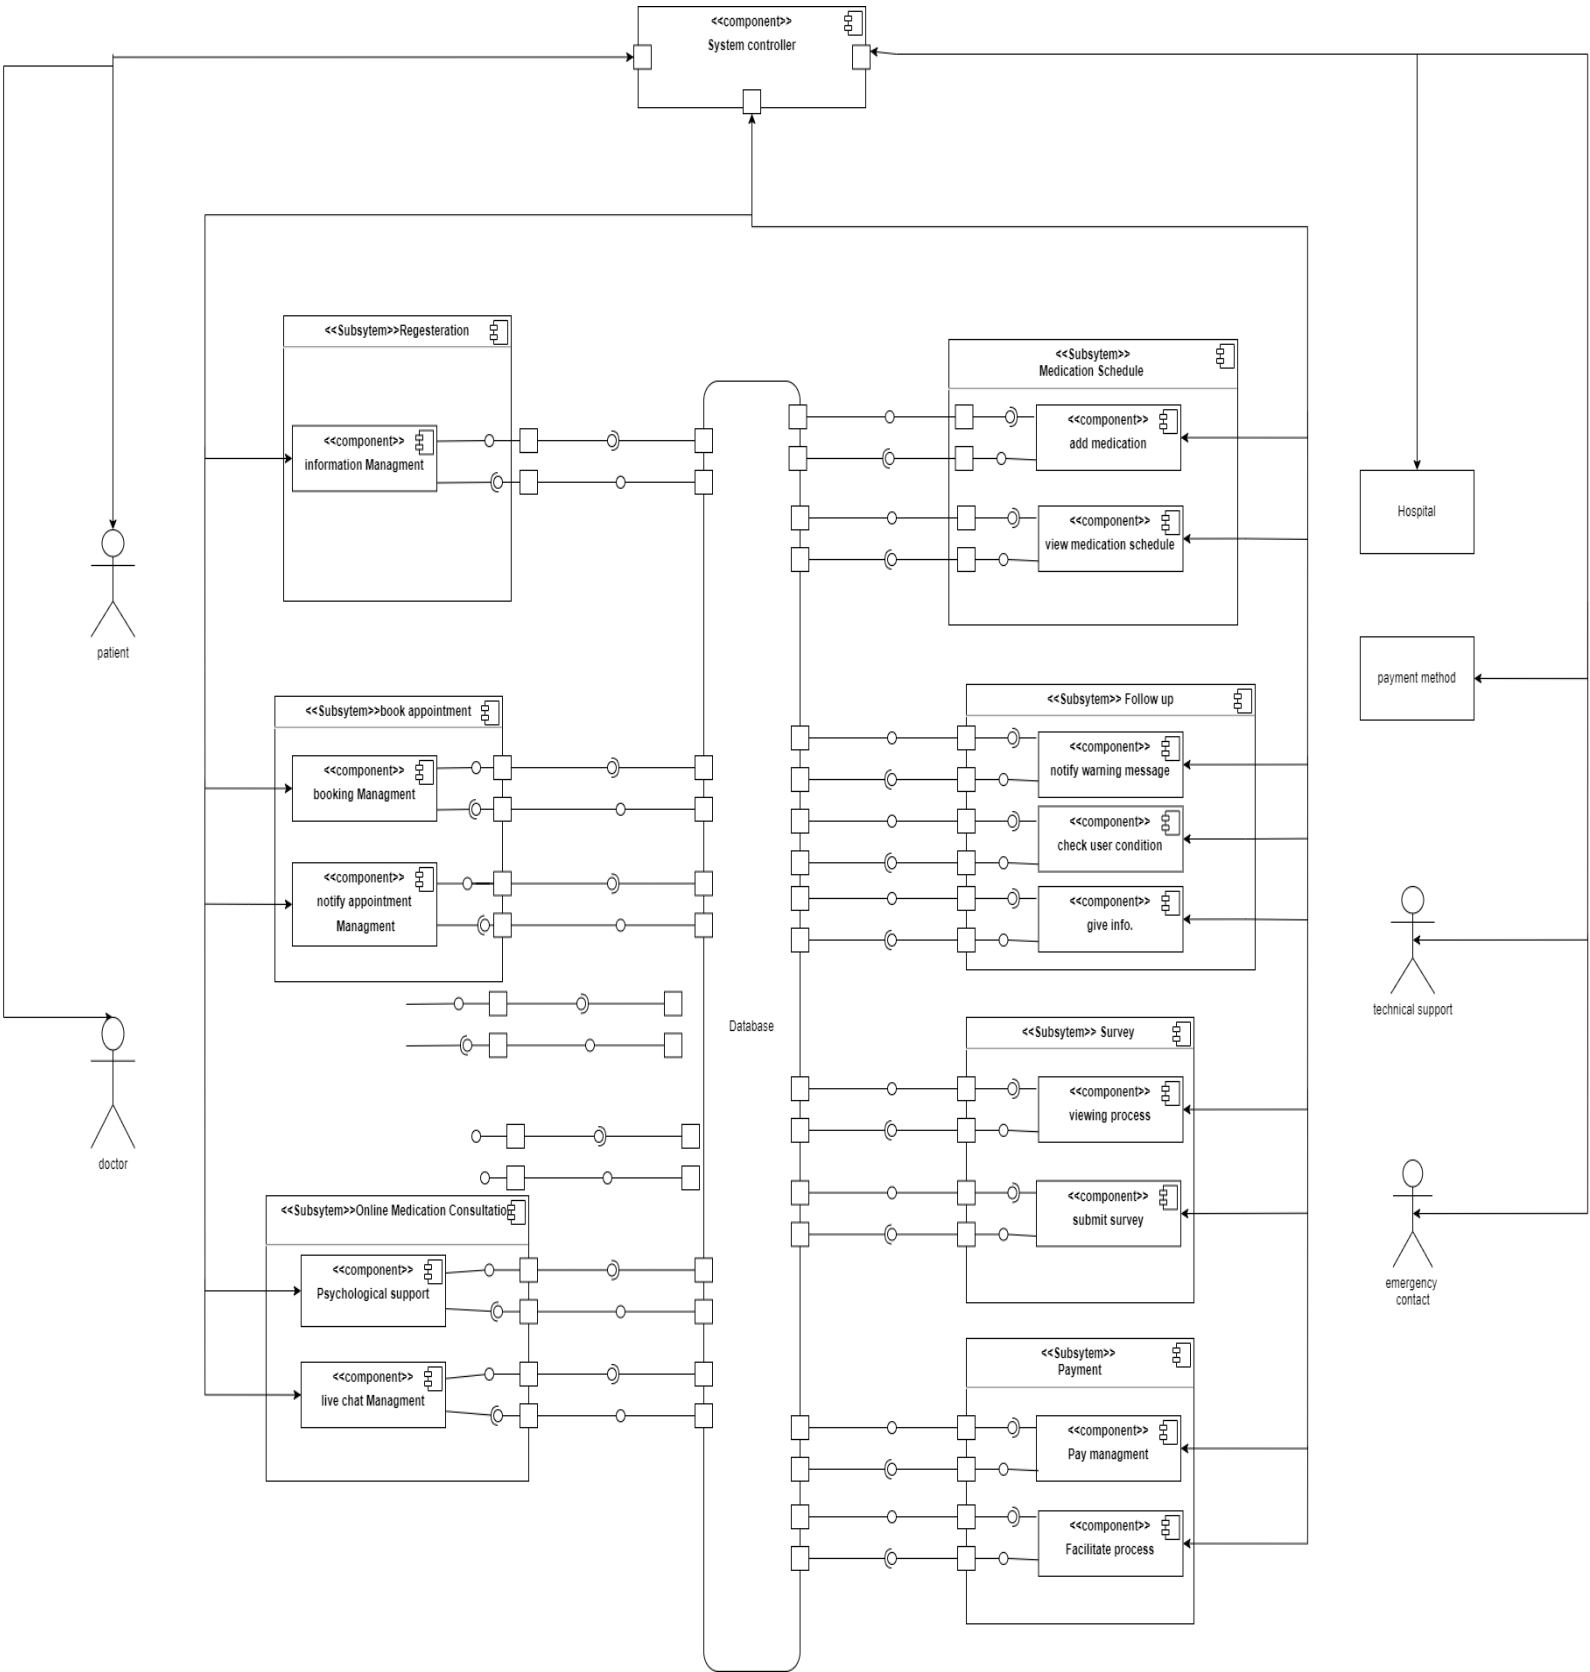 <<component>>
System controller
<<Subsytem>>Regesteration
<<component>>
information Managment
<<Subsytem>>
Medication Schedule
<<component>>
add medication
<<component>>
view medication schedule
Hospital
patient
payment method
<<Subsytem>>book appointment
<<component>>
booking Managment
<<component>>
notify appointment
Managment
<<Subsytem>> Follow up
<<component>>
notify warning message
<<component>>
check user condition
<<component>>
give info.
technical support
Database
<<Subsytem>> Survey
<<component>>
viewing process
<<component>>
submit survey
doctor
emergency
contact
<<Subsytem>>Online Medication Consultatio
<<component>>
Psychological support
<<component>>
live chat Managment
<<Subsytem>>
Payment
<<component>>
Pay managment
<<component>>
Facilitate process